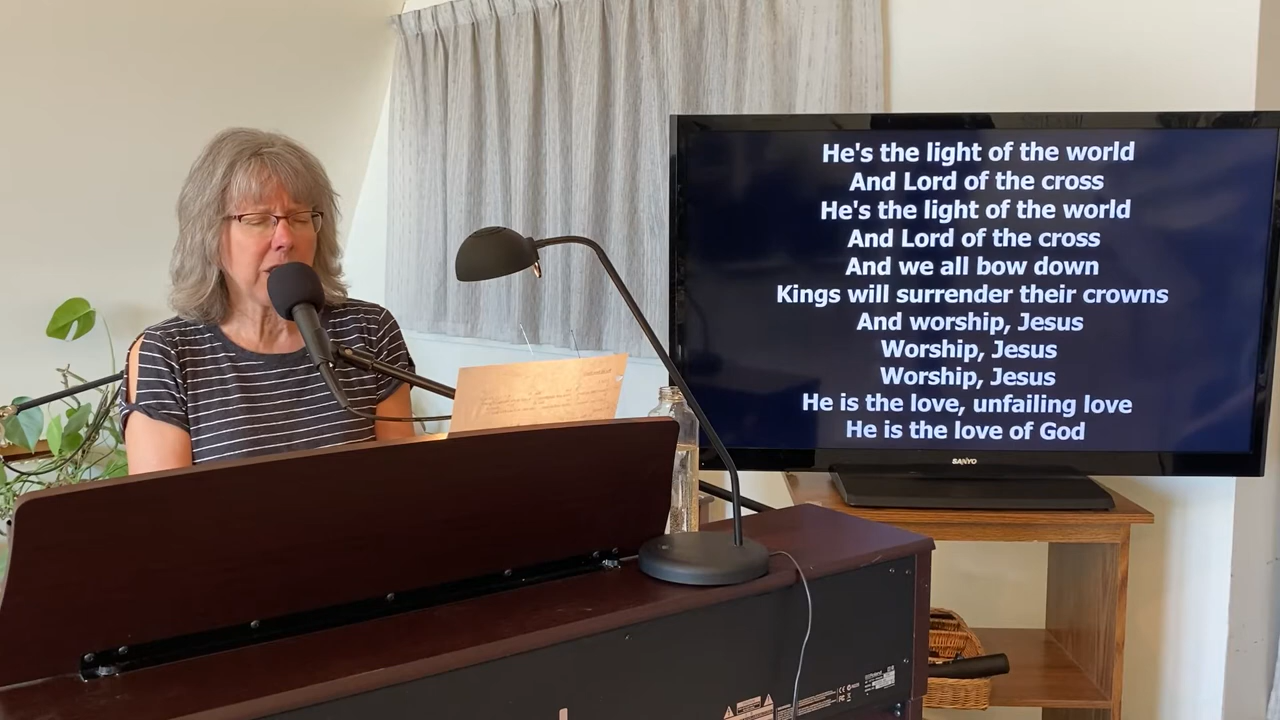 He's the light of the world
And Lord of the cross
He's the light of the world
And Lord of the cross
And we all bow down
Kings will surrender their crowns
And worship, Jesus
Worship, Jesus
Worship, Jesus
He is the love, unfailing love
He is the love of God
SANYO